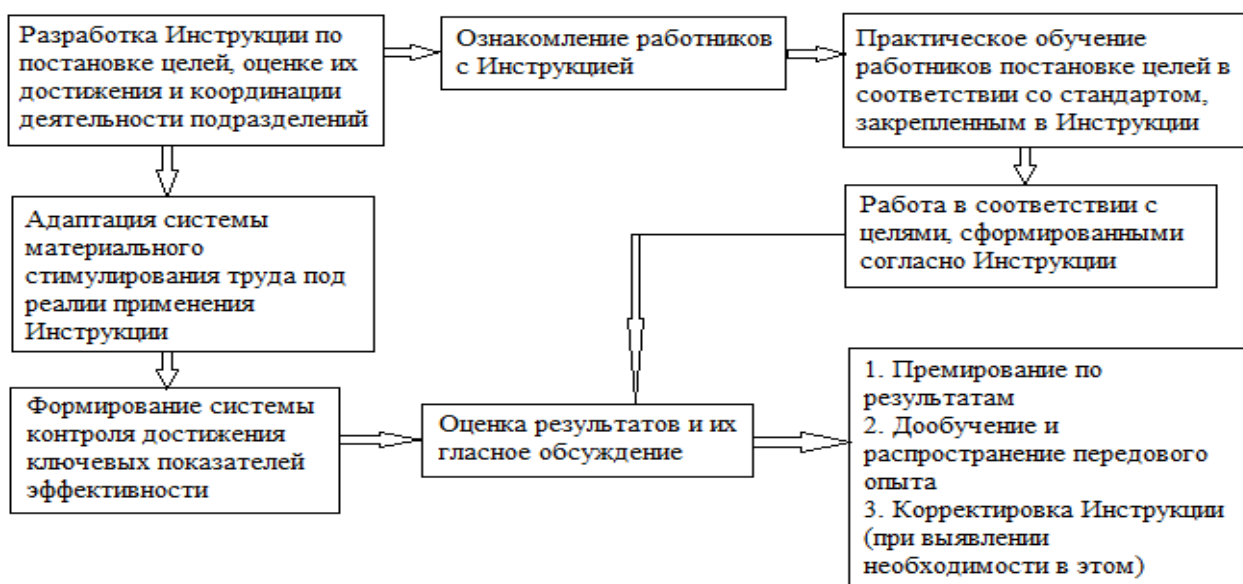 Разработка Инструкции по
постановке целей, оценке их
достижения и координации
деятельности подразделений
Ознакомление работников
с Инструкцией
Практическое обучение
работников постановке целей в
соответствии со стандартом,
закрепленным в Инструкции
Адаптация системы
материального
стимулирования труда под
реалии применения
Инструкции
Работа в соответствии с
целями, сформированными
согласно Инструкции
Формирование системы
контроля достижения
ключевых показателей
эффективности
Оценка результатов и их
гласное обсуждение
1. Премирование по
результатам
2. Дообучение и
распространение передового
опыта
3. Корректировка Инструкции
(при выявлении
необходимости в этом)